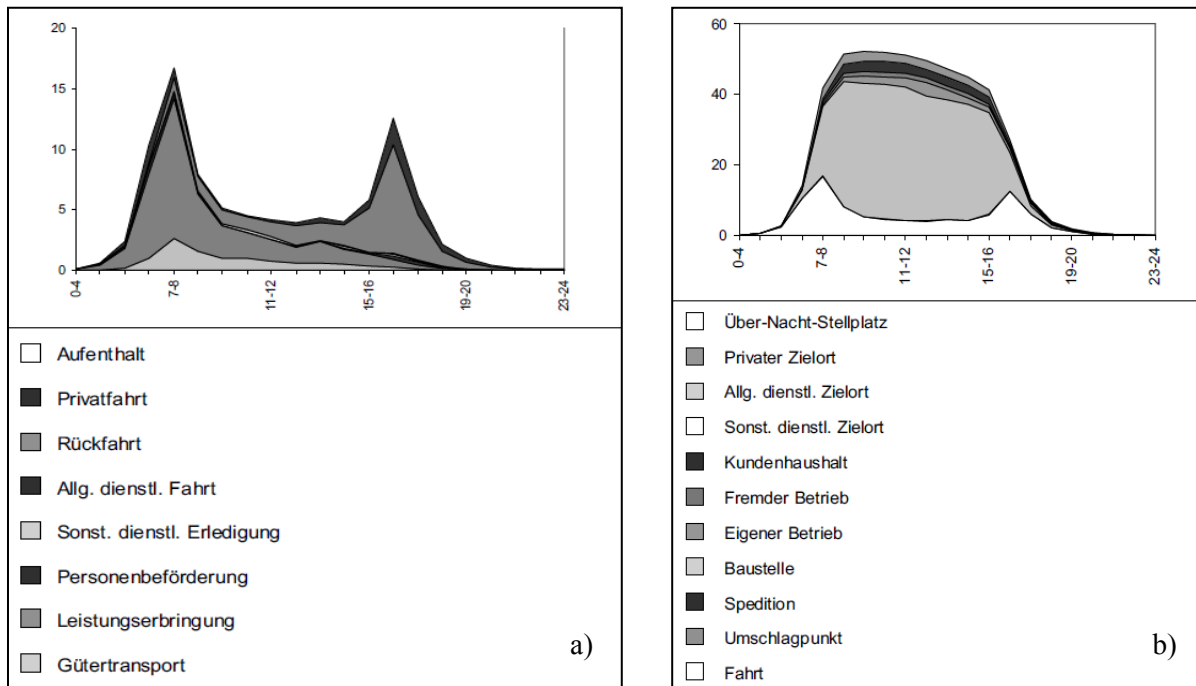 20
15
10
5
0
0-4
7-8
11-12
15-16
19-20
23-24
Aufenthalt
Privatfahrt
Rückfahrt
Allg. dienstl. Fahrt
Sonst. dienstl. Erledigung
Personenbeförderung
Leistungserbringung
Gütertransport
a)
60
40
20
0
0-4
7-8
11-12
15-16
19-20
23-24
Über-Nacht-Stellplatz
Privater Zielort
Allg. dienstl. Zielort
Sonst. dienstl. Zielort
Kundenhaushalt
Fremder Betrieb
Eigener Betrieb
Baustelle
Spedition
Umschlagpunkt
Fahrt
b)